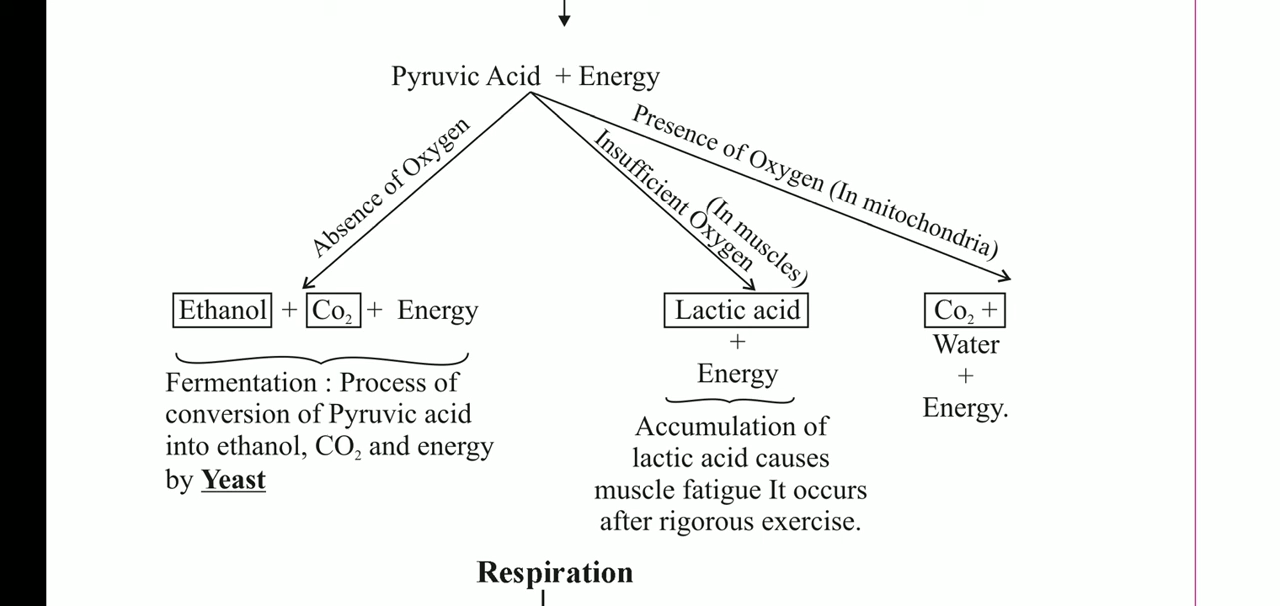 Pyruvic Acid + Energy
Absence of Oxygen
Insufficient Oxygen
(In muscles)
Presence of Oxygen (In mitochondria)
Ethanol + Co₂ + Energy
Fermentation : Process of
conversion of Pyruvic acid
into ethanol, CO₂ and energy
by Yeast
Lactic acid
+
Energy
Accumulation of
lactic acid causes
muscle fatigue It occurs
after rigorous exercise.
Co₂ +
Water
+
Energy.
Respiration